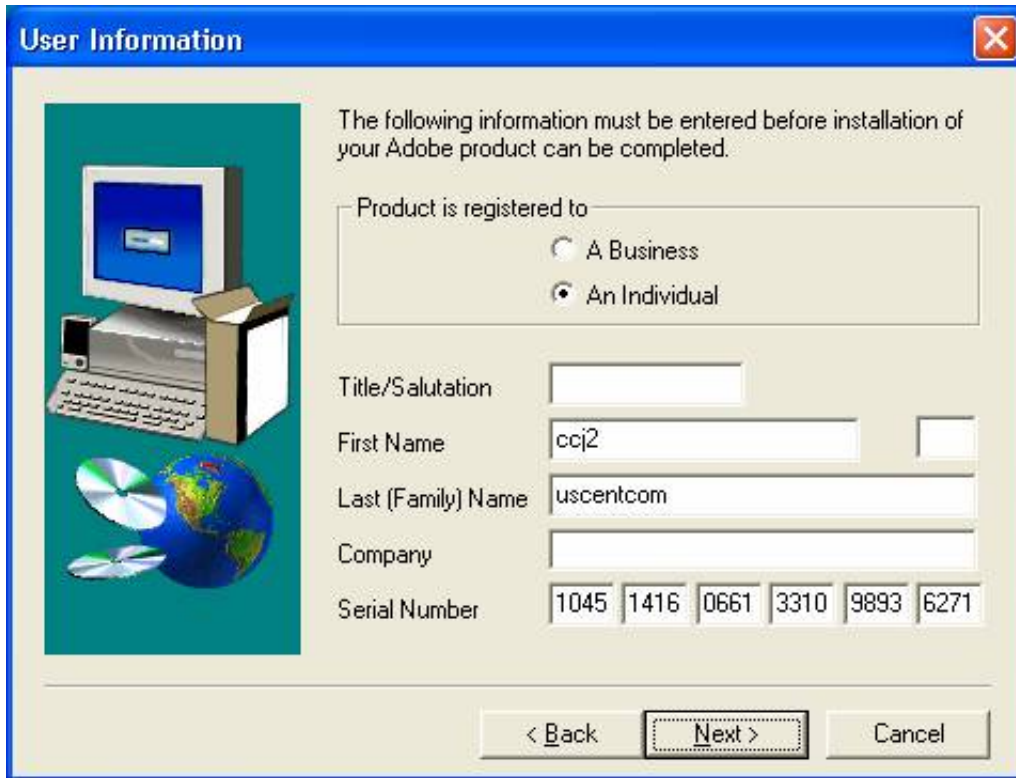 User Information
The following information must be entered before installation of
your Adobe product can be completed.
Product is registered to
A Business
An Individual
Title/Salutation
First Name ccj2
Last (Family) Name uscentcom
Company
Serial Number 1045 1416 0661 3310 9893 6271
< Back Next > Cancel